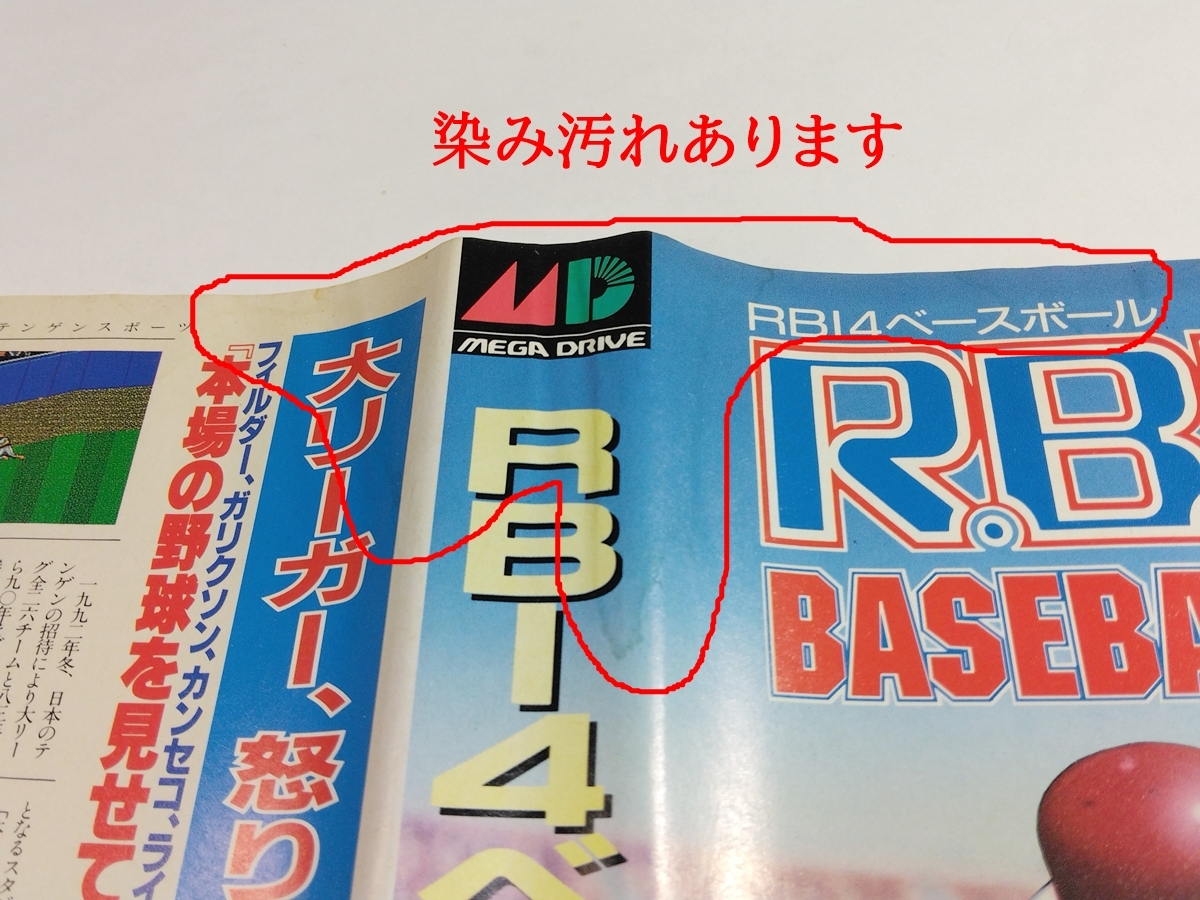 染み汚れあります
MD
MEGA DRIVE
RBI4ベ
RBI4ベースボール
R.B
BASEBA
テンゲンスポーツ
大リーガー、怒り
フィルダー、ガリクソン、カンセコ、ライ
『本場の野球を見せて
一九九二年冬、日本のテ
ンゲンの招待により大リー
グ全二六チームと八三年
ら九〇年まで
となるスタ